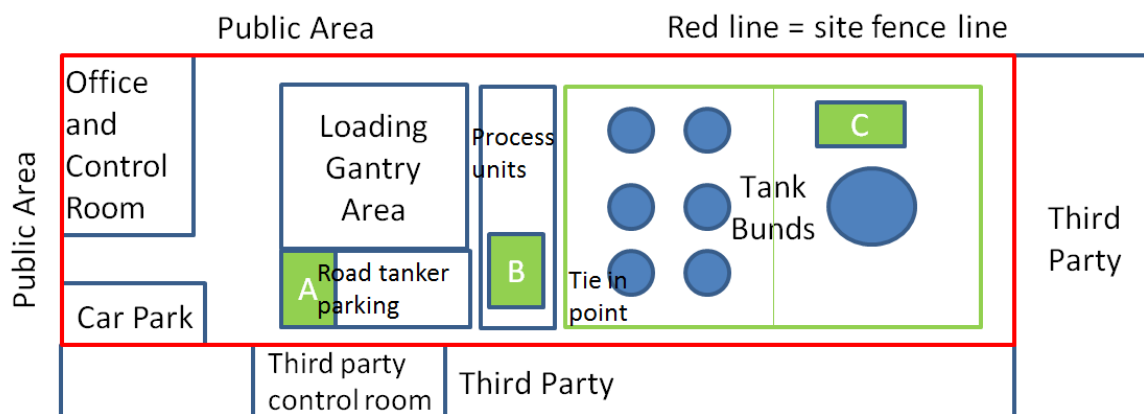 Public Area
Red line = site fence line
Office
and
Control
Room
Loading
Gantry
Area
Process
units
C
Tank
Bunds
Public Area
Third
Party
A
Road tanker
parking
B
Tie in
point
Car Park
Third party
control room
Third Party